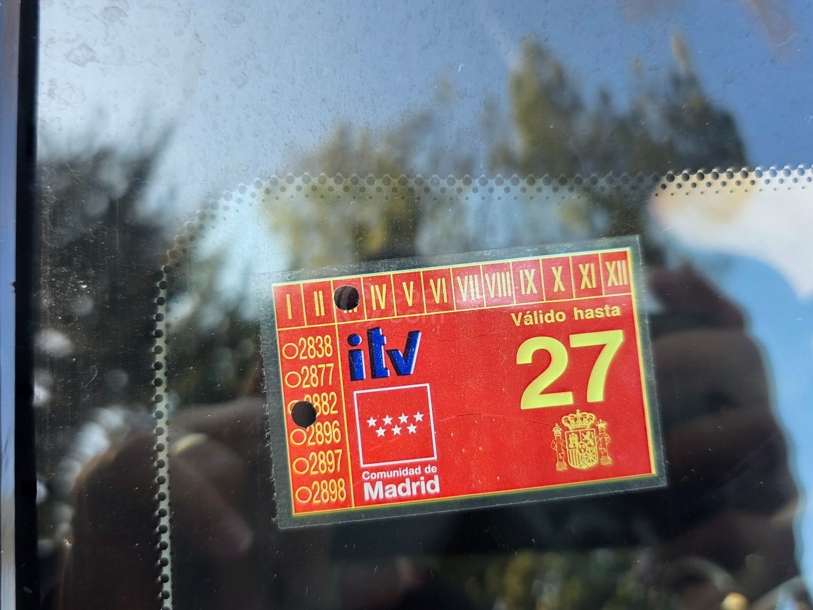 I II IV V VI VII VIII IX X XI XII
Válido hasta
27
2838
2877
2882
2896
2897
2898
itv
Comunidad de
Madrid